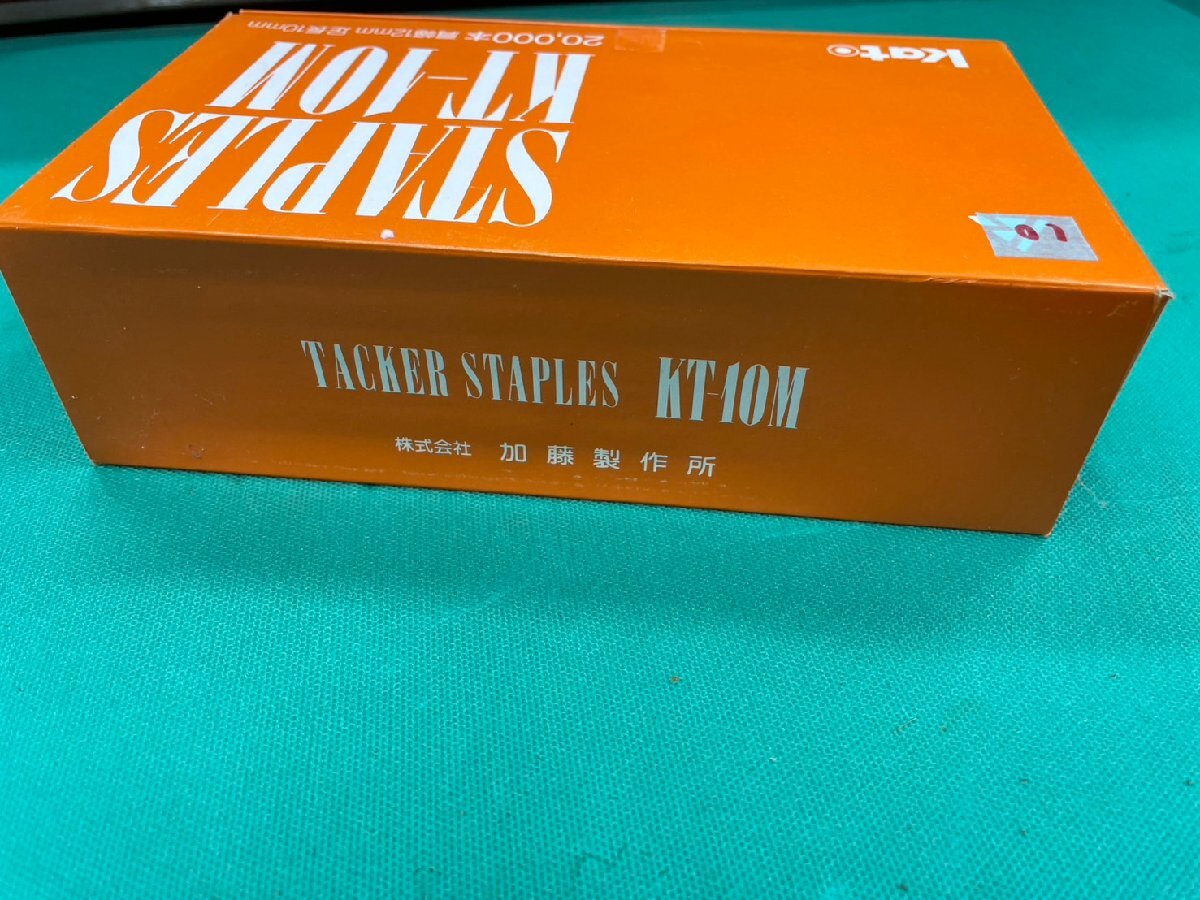 Kato
STAPLES
KT-10M
20,000本 肩幅12mm 足長10mm
TACKER STAPLES KT-10M
株式会社 加藤製作所